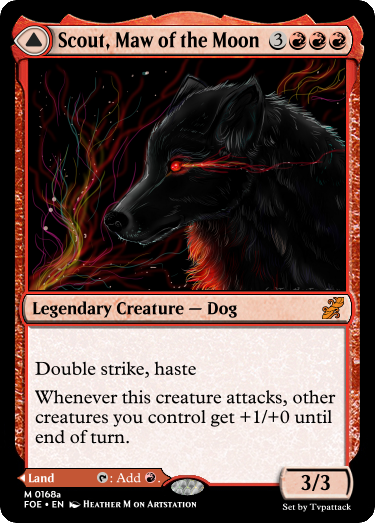 Scout, Maw of the Moon 3
Legendary Creature — Dog
Double strike, haste
Whenever this creature attacks, other
creatures you control get +1/+0 until
end of turn.
Land : Add .
3/3
M 0168a
FOE • EN Heather M on Artstation
Set by Tvpattack